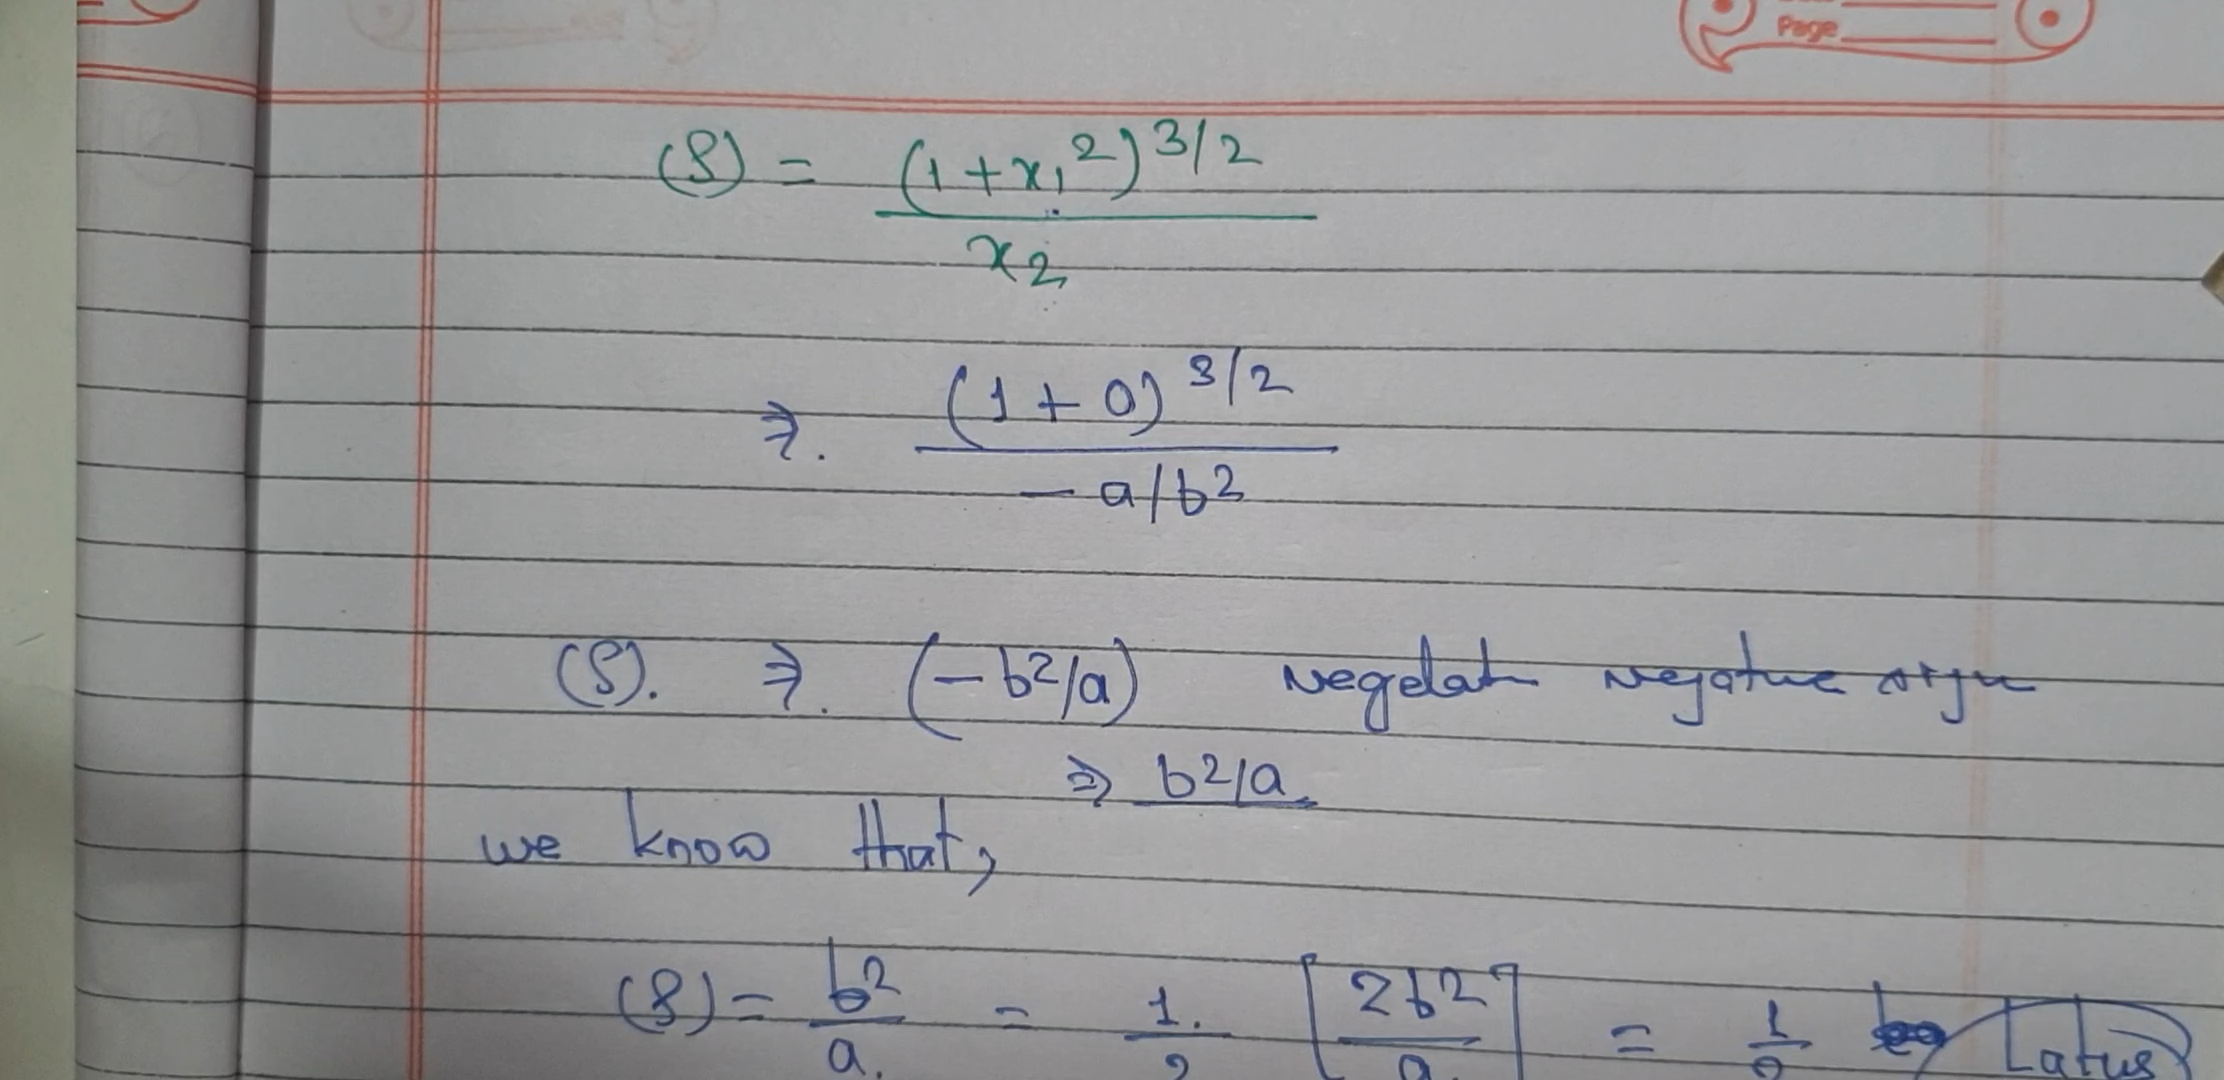 Page
(ρ) = (1+x₁²)^3/2 / x₂
⇒. (1+0)^3/2 / -a/b²
(ρ). ⇒. (-b²/a) Negelat negative sign
⇒ b²/a.
we know that,
(ρ) = b²/a. = 1./2 [2b²/a] = 1/2 Latus